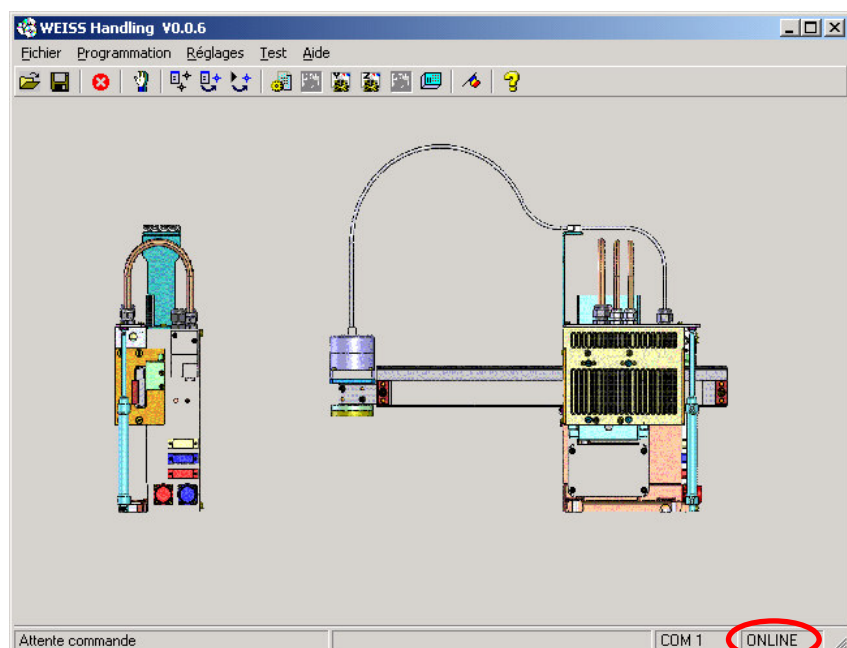 WEISS Handling V0.0.6
Fichier Programmation Réglages Test Aide
Attente commande COM 1 ONLINE